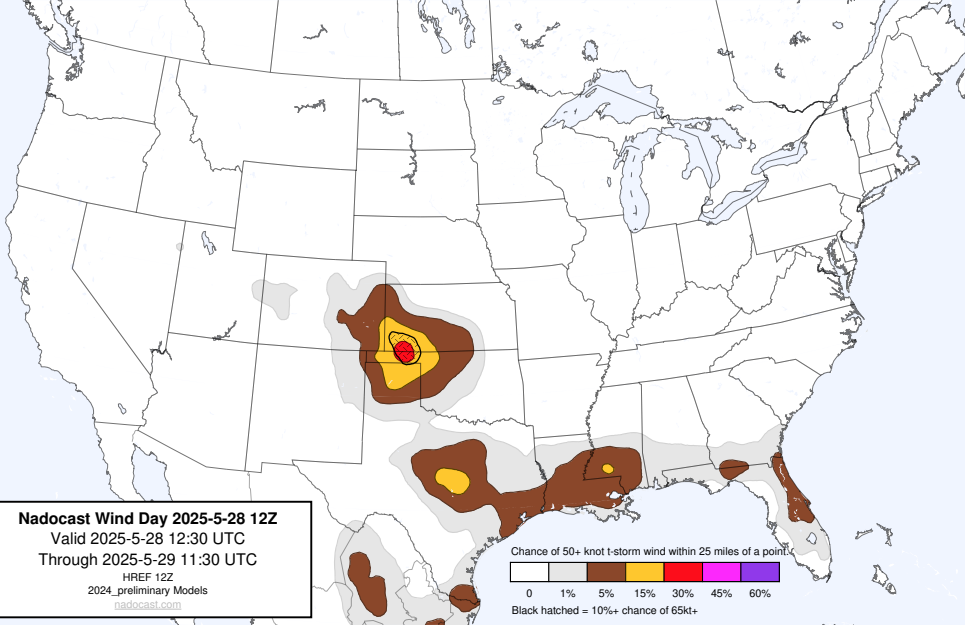 Nadocast Wind Day 2025-5-28 12Z
Valid 2025-5-28 12:30 UTC
Through 2025-5-29 11:30 UTC
HREF 12Z
2024_preliminary Models
nadocast.com
Chance of 50+ knot t-storm wind within 25 miles of a point.
0 1% 5% 15% 30% 45% 60%
Black hatched = 10%+ chance of 65kt+